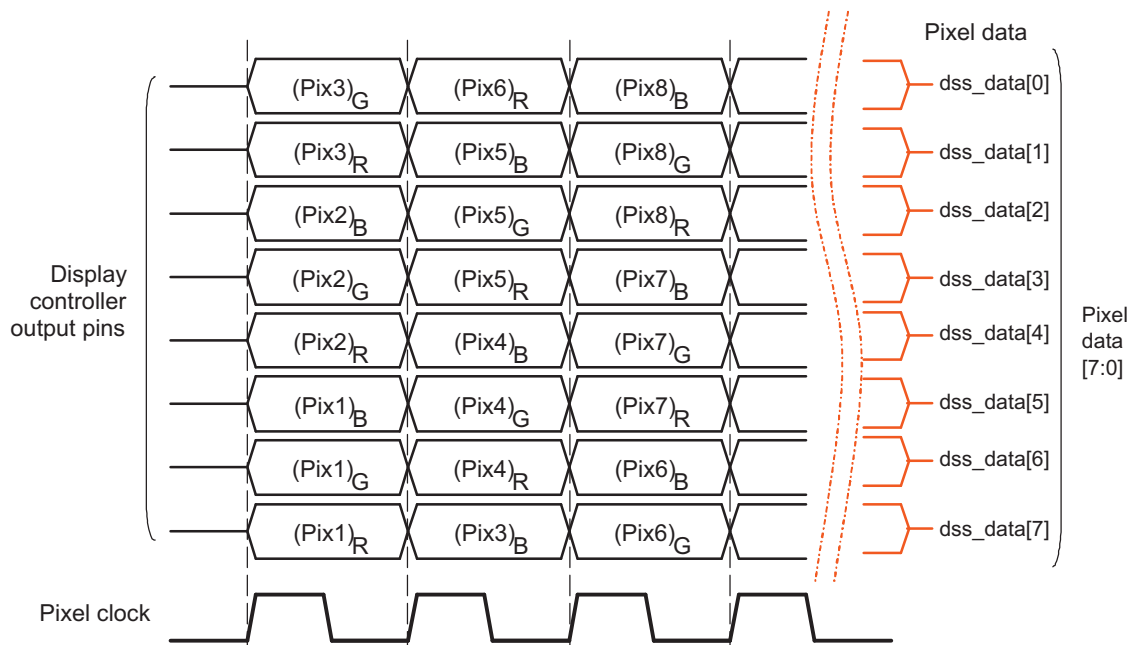 Pixel data
(Pix3)G (Pix6)R (Pix8)B dss_data[0]
(Pix3)R (Pix5)B (Pix8)G dss_data[1]
(Pix2)B (Pix5)G (Pix8)R dss_data[2]
(Pix2)G (Pix5)R (Pix7)B dss_data[3]
(Pix2)R (Pix4)B (Pix7)G dss_data[4]
(Pix1)B (Pix4)G (Pix7)R dss_data[5]
(Pix1)G (Pix4)R (Pix6)B dss_data[6]
(Pix1)R (Pix3)B (Pix6)G dss_data[7]
Display
controller
output pins
Pixel
data
[7:0]
Pixel clock